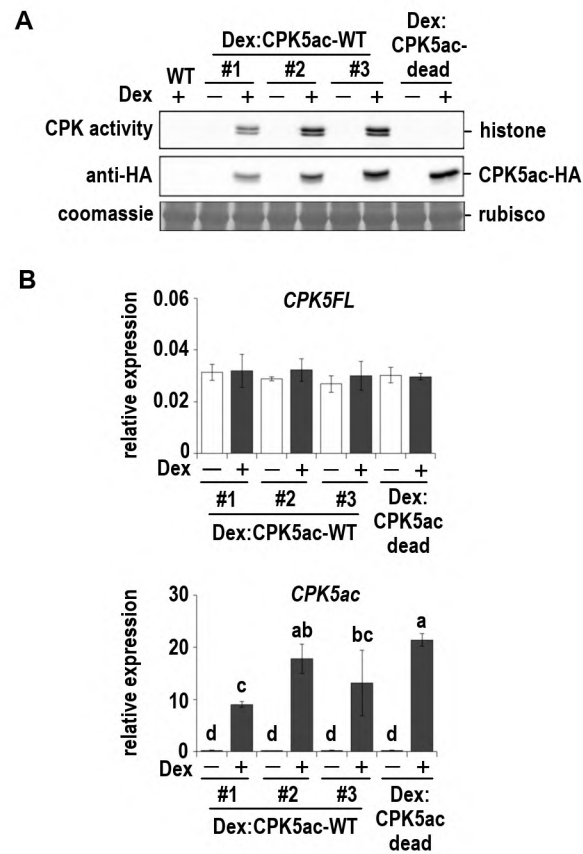 A
Dex:
Dex:CPK5ac-WT
CPK5ac-
dead
WT
#1 #2 #3
Dex + – + – + – + – +
CPK activity
histone
anti-HA
CPK5ac-HA
coomassie
rubisco
B
CPK5FL
relative expression
0.06
0.04
0.02
0
Dex – + – + – + – +
#1 #2 #3
Dex:CPK5ac-WT
Dex:
CPK5ac
dead
CPK5ac
relative expression
30
20
10
0
d c d ab d bc d a
Dex – + – + – + – +
#1 #2 #3
Dex:CPK5ac-WT
Dex:
CPK5ac
dead